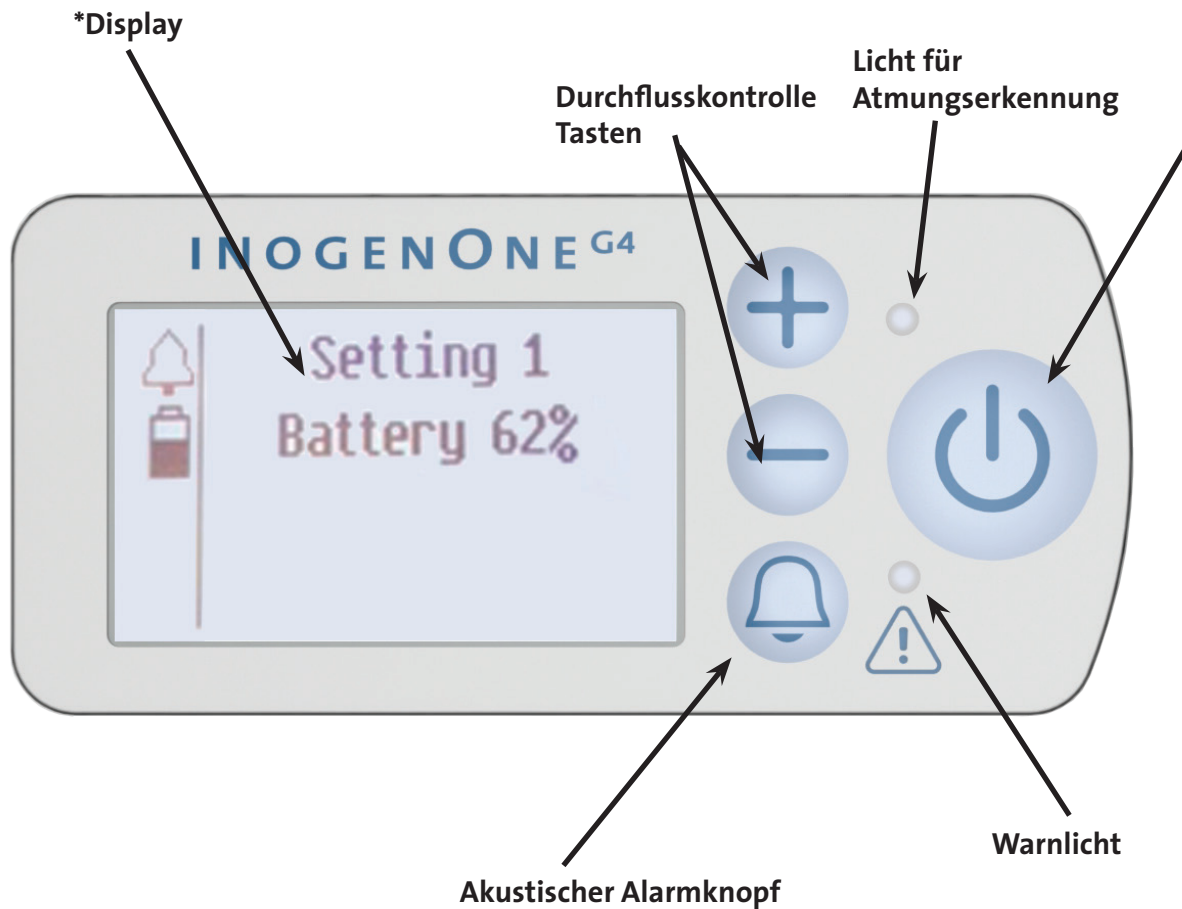 *Display
Licht für
Atmungserkennung
Durchflusskontrolle
Tasten
INOGENONE G4
Setting 1
Battery 62%
Warnlicht
Akustischer Alarmknopf